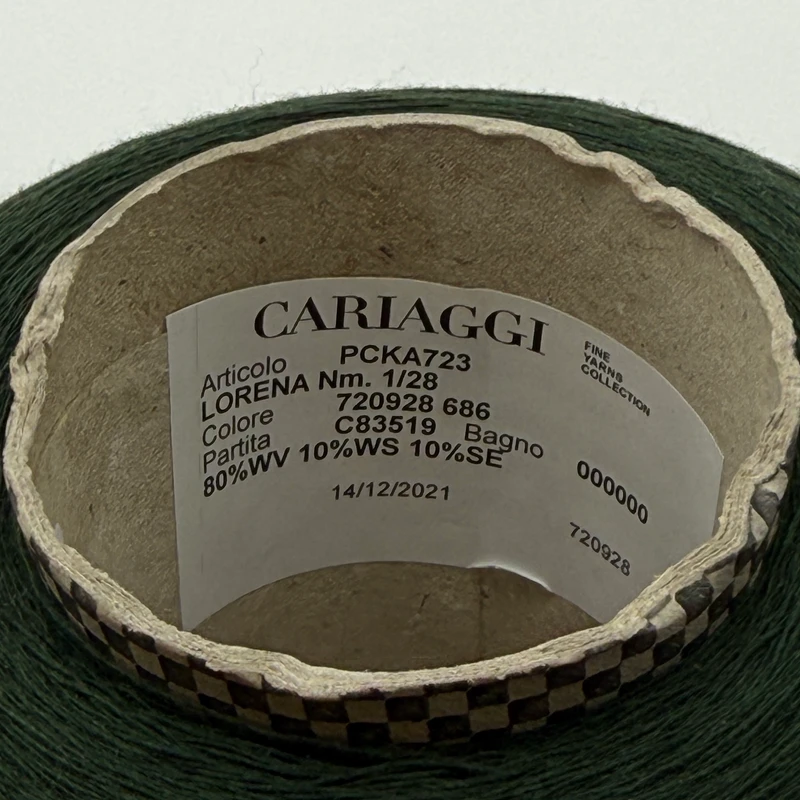 CARIAGGI
FINE
YARN®
COLLECTION
Articolo PCKA723
LORENA Nm. 1/28
Colore 720928 686
Partita C83519 Bagno 000000
80%WV 10%WS 10%SE
14/12/2021
720928